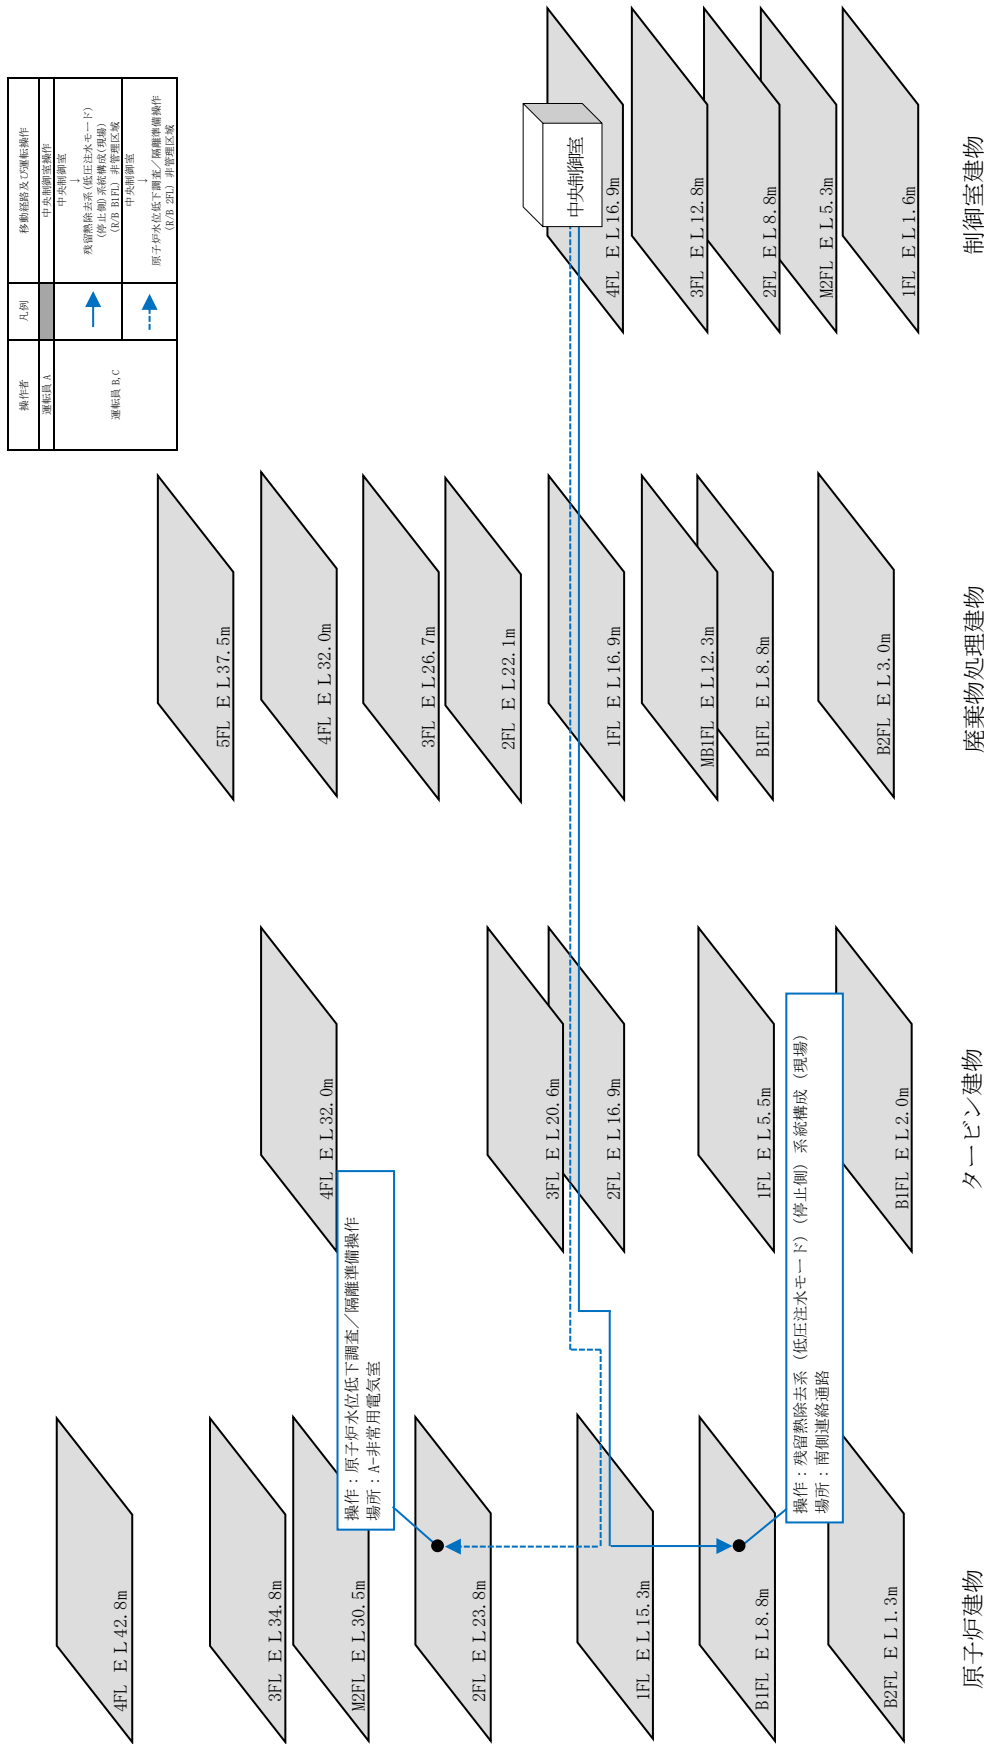 操作者
凡例
移動経路及び運転操作
運転員 A
中央制御室操作
運転員 B,C
中央制御室
↓
残留熱除去系(低圧注水モード)
(停止側)系統構成(現場)
(R/B B1FL) 非管理区域
中央制御室
↓
原子炉水位低下調査／隔離準備操作
(R/B 2FL) 非管理区域
4FL ＥＬ42.8m
3FL ＥＬ34.8m
M2FL ＥＬ30.5m
2FL ＥＬ23.8m
1FL ＥＬ15.3m
B1FL ＥＬ8.8m
B2FL ＥＬ1.3m
原子炉建物
操作：原子炉水位低下調査／隔離準備操作
場所：A-非常用電気室
操作：残留熱除去系（低圧注水モード）（停止側）系統構成（現場）
場所：南側連絡通路
4FL ＥＬ32.0m
3FL ＥＬ20.6m
2FL ＥＬ16.9m
1FL ＥＬ5.5m
B1FL ＥＬ2.0m
タービン建物
5FL ＥＬ37.5m
4FL ＥＬ32.0m
3FL ＥＬ26.7m
2FL ＥＬ22.1m
1FL ＥＬ16.9m
MB1FL ＥＬ12.3m
B1FL ＥＬ8.8m
B2FL ＥＬ3.0m
廃棄物処理建物
中央制御室
4FL ＥＬ16.9m
3FL ＥＬ12.8m
2FL ＥＬ8.8m
M2FL ＥＬ5.3m
1FL ＥＬ1.6m
制御室建物